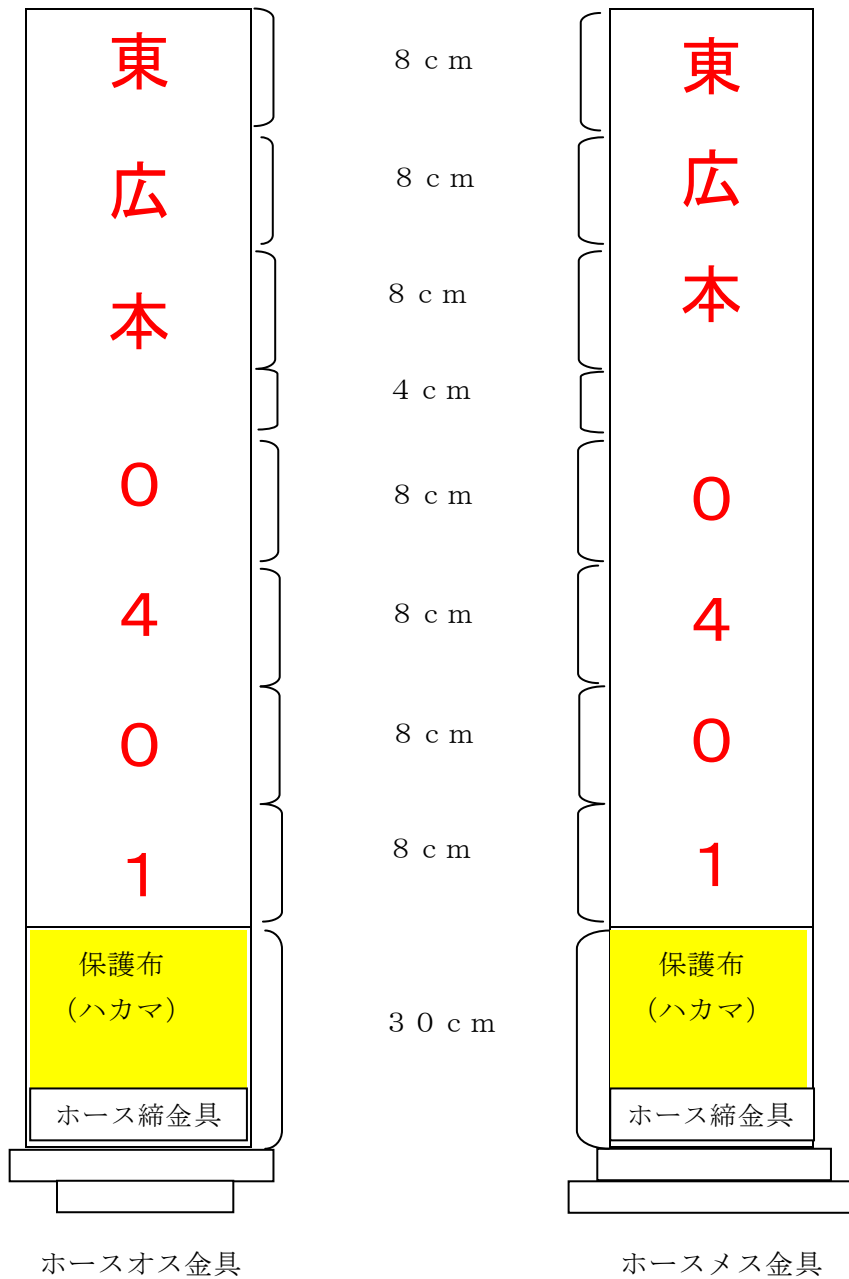 東
広
本
０
４
０
１
保護布
（ハカマ）
ホース締金具
ホースオス金具
８ｃｍ
８ｃｍ
８ｃｍ
４ｃｍ
８ｃｍ
８ｃｍ
８ｃｍ
８ｃｍ
３０ｃｍ
東
広
本
０
４
０
１
保護布
（ハカマ）
ホース締金具
ホースメス金具